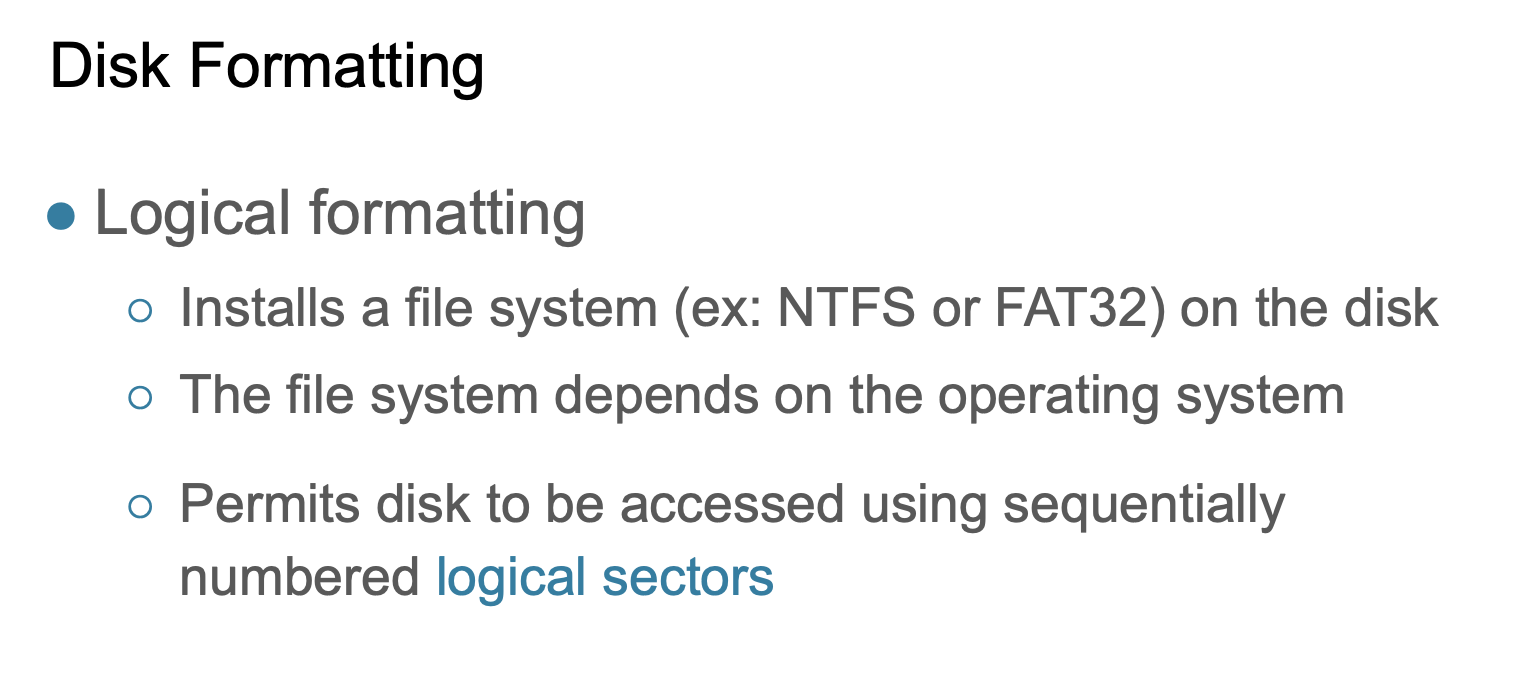 Disk Formatting
● Logical formatting
○ Installs a file system (ex: NTFS or FAT32) on the disk
○ The file system depends on the operating system
○ Permits disk to be accessed using sequentially
numbered logical sectors